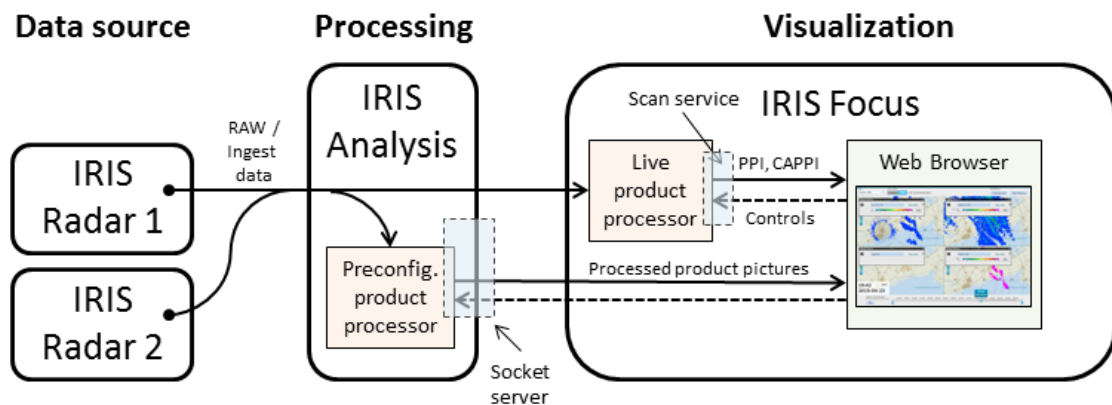 Data source
Processing
Visualization
IRIS
Radar 1
IRIS
Radar 2
RAW /
Ingest
data
IRIS
Analysis
Preconfig.
product
processor
Socket
server
IRIS Focus
Scan service
Live
product
processor
PPI, CAPPI
Controls
Processed product pictures
Web Browser